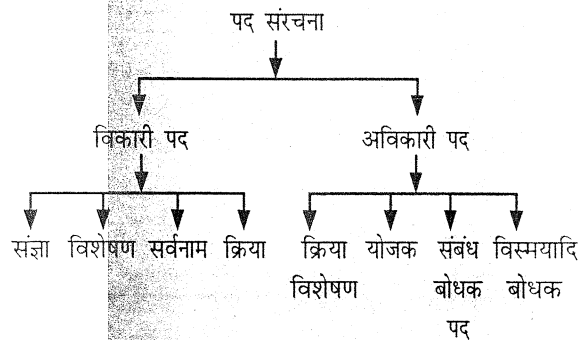 पद संरचना
विकारी पद अविकारी पद
संज्ञा विशेषण सर्वनाम क्रिया क्रिया योजक संबंध विस्मयादि
विशेषण बोधक बोधक
पद